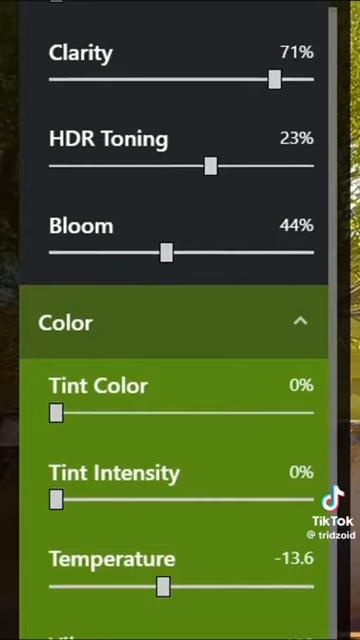 Clarity 71%
HDR Toning 23%
Bloom 44%
Color
Tint Color 0%
Tint Intensity 0%
Temperature -13.6
TikTok
@ tridzoid